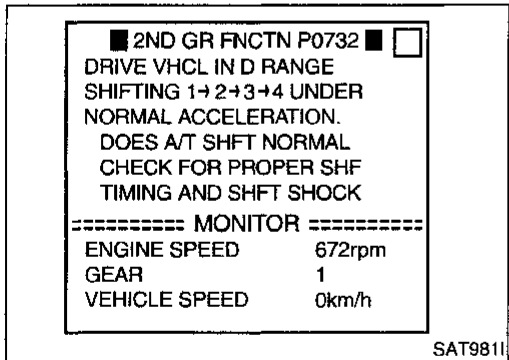 2ND GR FNCTN P0732
DRIVE VHCL IN D RANGE
SHIFTING 1→2→3→4 UNDER
NORMAL ACCELERATION.
DOES A/T SHFT NORMAL
CHECK FOR PROPER SHF
TIMING AND SHFT SHOCK
========== MONITOR ==========
ENGINE SPEED 672rpm
GEAR 1
VEHICLE SPEED 0km/h
SAT981I